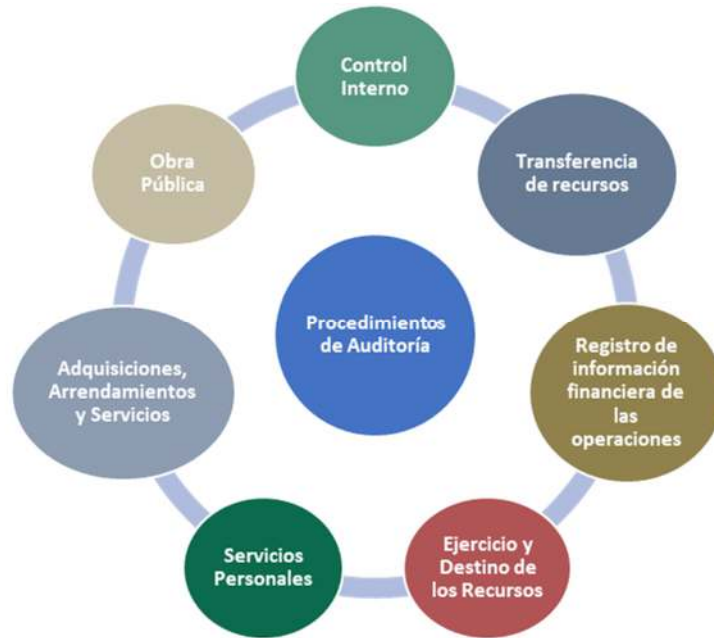 Control
Interno
Transferencia
de recursos
Registro de
información
financiera de
las
operaciones
Ejercicio y
Destino de
los Recursos
Servicios
Personales
Adquisiciones,
Arrendamientos
y Servicios
Obra
Pública
Procedimientos
de Auditoría